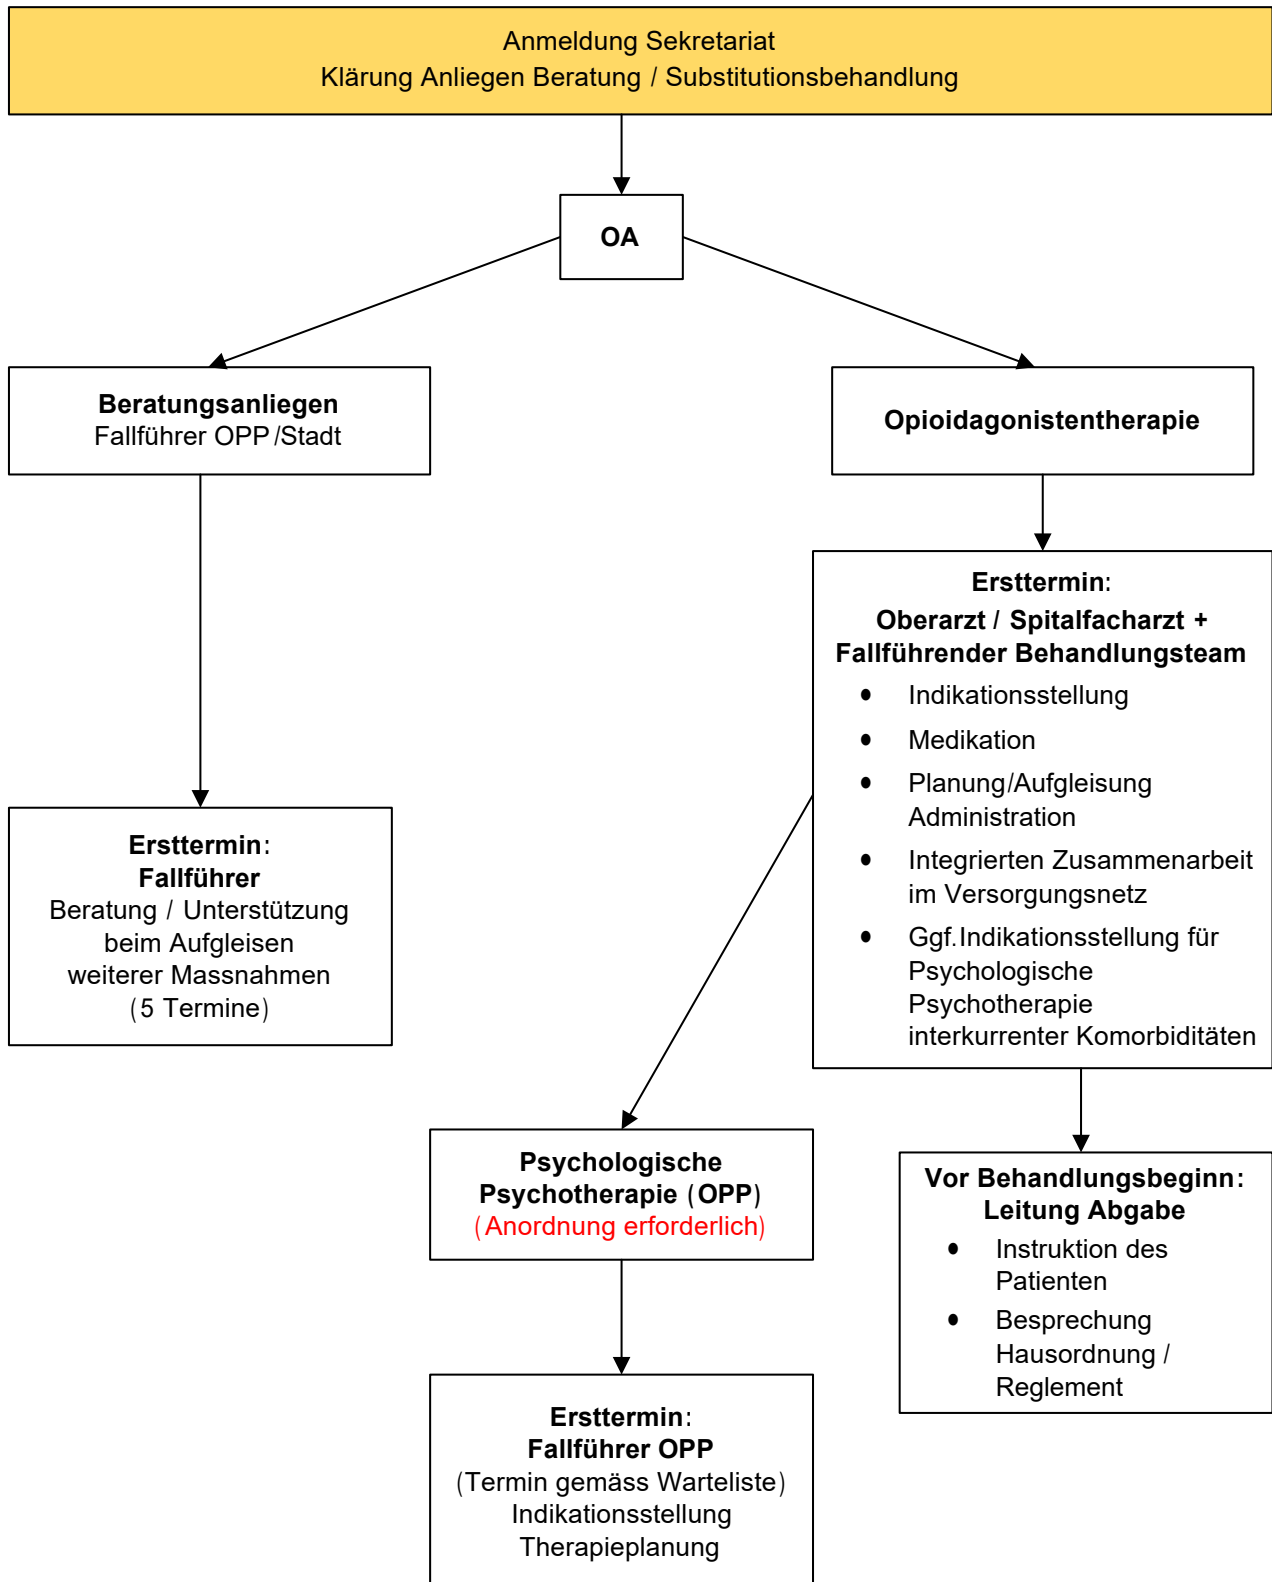 Anmeldung Sekretariat
Klärung Anliegen Beratung / Substitutionsbehandlung
OA
Beratungsanliegen
Fallführer OPP/Stadt
Opioidagonistentherapie
Ersttermin:
Oberarzt / Spitalfacharzt +
Fallführender Behandlungsteam
• Indikationsstellung
• Medikation
• Planung/Aufgleisung
Administration
• Integrierten Zusammenarbeit
im Versorgungsnetz
• Ggf.Indikationsstellung für
Psychologische
Psychotherapie
interkurrenter Komorbiditäten
Ersttermin:
Fallführer
Beratung / Unterstützung
beim Aufgleisen
weiterer Massnahmen
(5 Termine)
Psychologische
Psychotherapie (OPP)
(Anordnung erforderlich)
Vor Behandlungsbeginn:
Leitung Abgabe
• Instruktion des
Patienten
• Besprechung
Hausordnung /
Reglement
Ersttermin:
Fallführer OPP
(Termin gemäss Warteliste)
Indikationsstellung
Therapieplanung